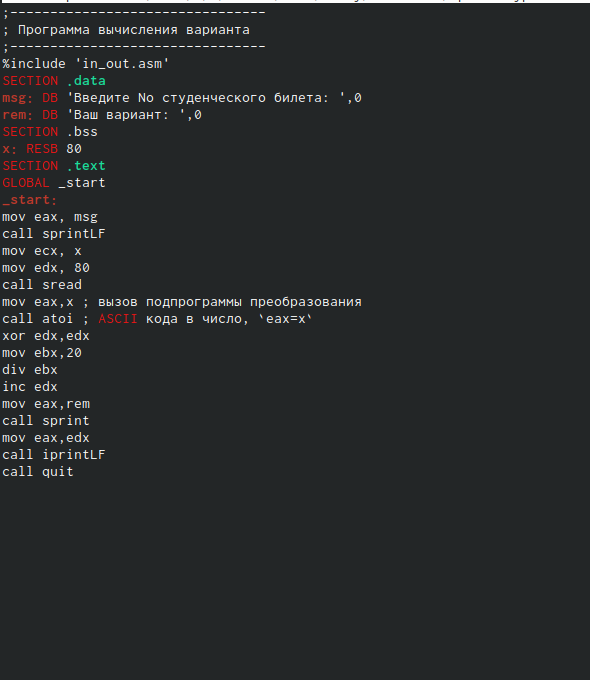 ;--------------------------------
; Программа вычисления варианта
;--------------------------------
%include 'in_out.asm'
SECTION .data
msg: DB 'Введите No студенческого билета: ',0
rem: DB 'Ваш вариант: ',0
SECTION .bss
x: RESB 80
SECTION .text
GLOBAL _start
_start:
mov eax, msg
call sprintLF
mov ecx, x
mov edx, 80
call sread
mov eax,x ; вызов подпрограммы преобразования
call atoi ; ASCII кода в число, `eax=x`
xor edx,edx
mov ebx,20
div ebx
inc edx
mov eax,rem
call sprint
mov eax,edx
call iprintLF
call quit